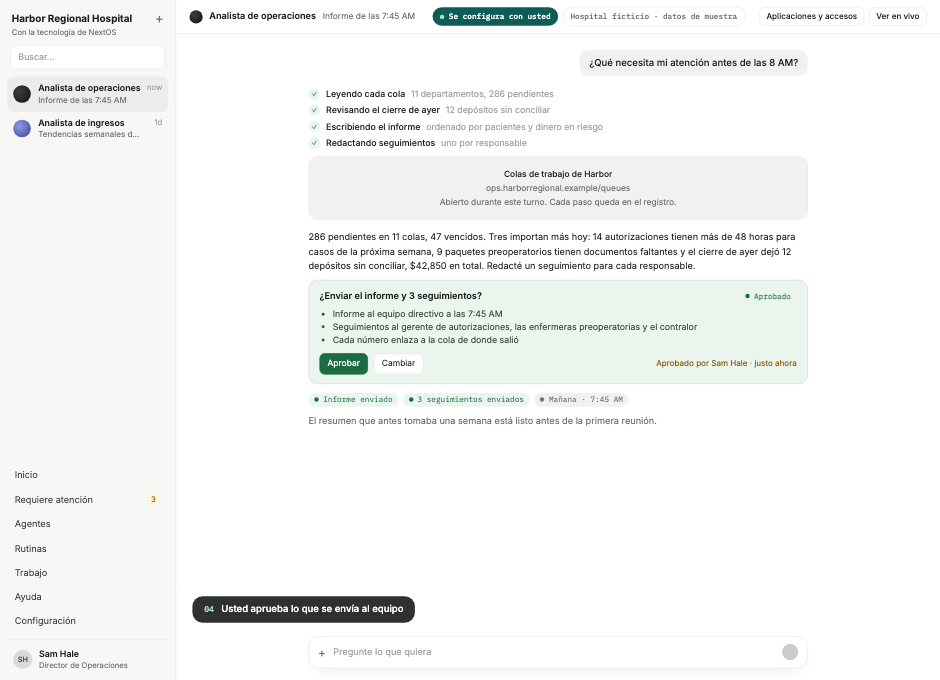 Harbor Regional Hospital
+
Con la tecnología de NextOS
Buscar...
Analista de operaciones now
Informe de las 7:45 AM
Analista de ingresos 1d
Tendencias semanales d...
Inicio
Requiere atención 3
Agentes
Rutinas
Trabajo
Ayuda
Configuración
SH
Sam Hale
Director de Operaciones
Analista de operaciones Informe de las 7:45 AM Se configura con usted Hospital ficticio · datos de muestra Aplicaciones y accesos Ver en vivo
¿Qué necesita mi atención antes de las 8 AM?
Leyendo cada cola 11 departamentos, 286 pendientes
Revisando el cierre de ayer 12 depósitos sin conciliar
Escribiendo el informe ordenado por pacientes y dinero en riesgo
Redactando seguimientos uno por responsable
Colas de trabajo de Harbor
ops.harborregional.example/queues
Abierto durante este turno. Cada paso queda en el registro.
286 pendientes en 11 colas, 47 vencidos. Tres importan más hoy: 14 autorizaciones tienen más de 48 horas para
casos de la próxima semana, 9 paquetes preoperatorios tienen documentos faltantes y el cierre de ayer dejó 12
depósitos sin conciliar, $42,850 en total. Redacté un seguimiento para cada responsable.
¿Enviar el informe y 3 seguimientos? Aprobado
• Informe al equipo directivo a las 7:45 AM
• Seguimientos al gerente de autorizaciones, las enfermeras preoperatorias y el contralor
• Cada número enlaza a la cola de donde salió
Aprobar Cambiar Aprobado por Sam Hale · justo ahora
Informe enviado 3 seguimientos enviados Mañana · 7:45 AM
El resumen que antes tomaba una semana está listo antes de la primera reunión.
04 Usted aprueba lo que se envía al equipo
+ Pregunte lo que quiera